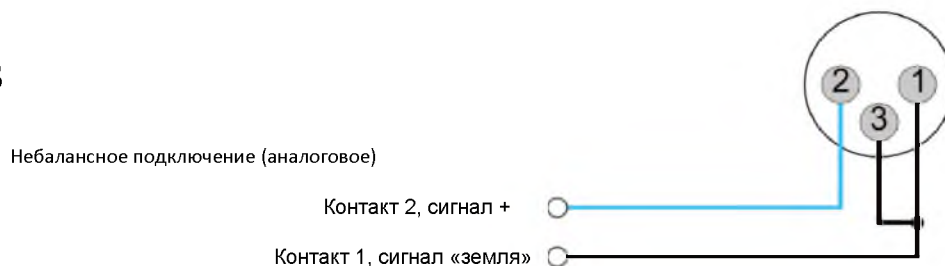 2 1
3
Небалансное подключение (аналоговое)
Контакт 2, сигнал +
Контакт 1, сигнал «земля»